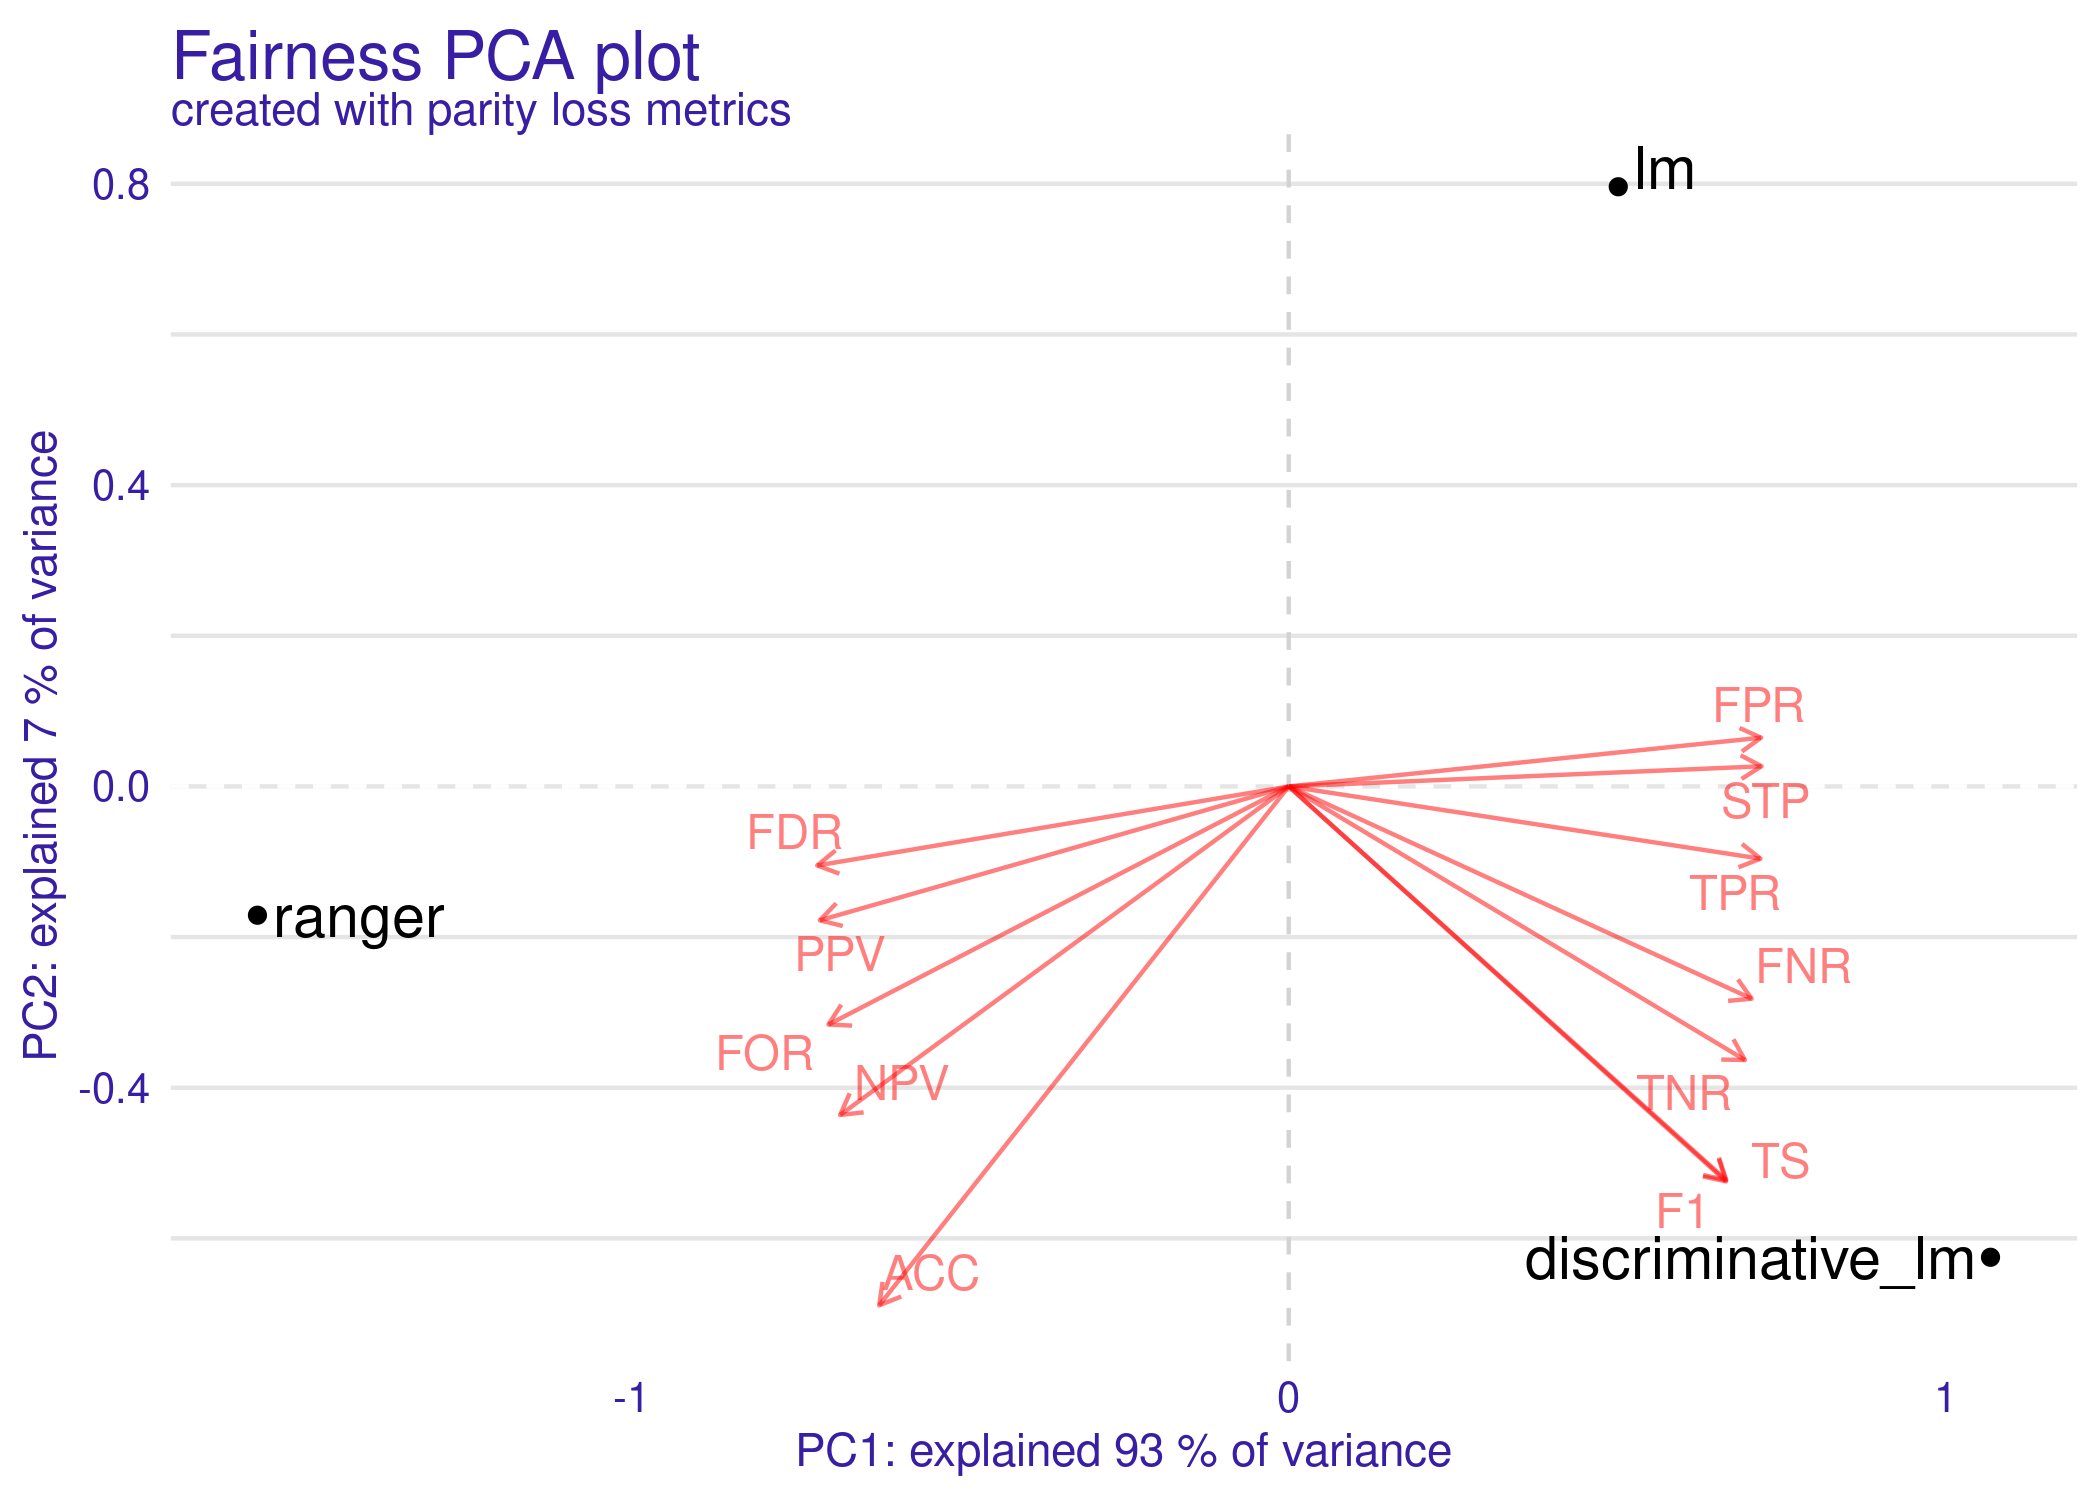 Fairness PCA plot
created with parity loss metrics
0.8
0.4
0.0
-0.4
PC2: explained 7 % of variance
lm
FPR
STP
FDR
TPR
ranger
PPV
FNR
FOR
NPV
TNR
TS
F1
discriminative_lm
ACC
-1
0
1
PC1: explained 93 % of variance